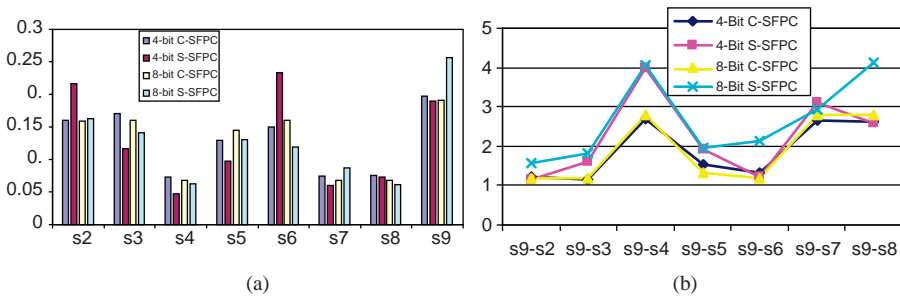 0.3
0.25
0.
0.15
0.
0.05
0
4-bit C-SFPC
4-bit S-SFPC
8-bit C-SFPC
8-bit S-SFPC
s2 s3 s4 s5 s6 s7 s8 s9
(a)
5
4
3
2
1
0
4-Bit C-SFPC
4-Bit S-SFPC
8-Bit C-SFPC
8-Bit S-SFPC
s9-s2 s9-s3 s9-s4 s9-s5 s9-s6 s9-s7 s9-s8
(b)